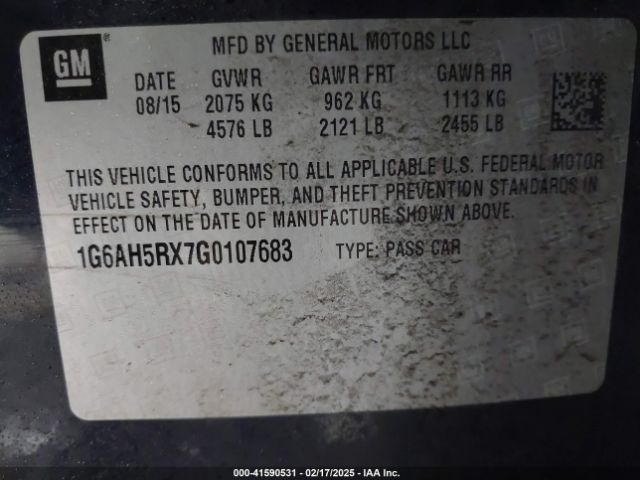 GM ®
MFD BY GENERAL MOTORS LLC
DATE GVWR GAWR FRT GAWR RR
08/15 2075 KG 962 KG 1113 KG
4576 LB 2121 LB 2455 LB
THIS VEHICLE CONFORMS TO ALL APPLICABLE U.S. FEDERAL MOTOR
VEHICLE SAFETY, BUMPER, AND THEFT PREVENTION STANDARDS IN
EFFECT ON THE DATE OF MANUFACTURE SHOWN ABOVE.
1G6AH5RX7G0107683 TYPE: PASS CAR
000-41590531 - 02/17/2025 - IAA Inc.